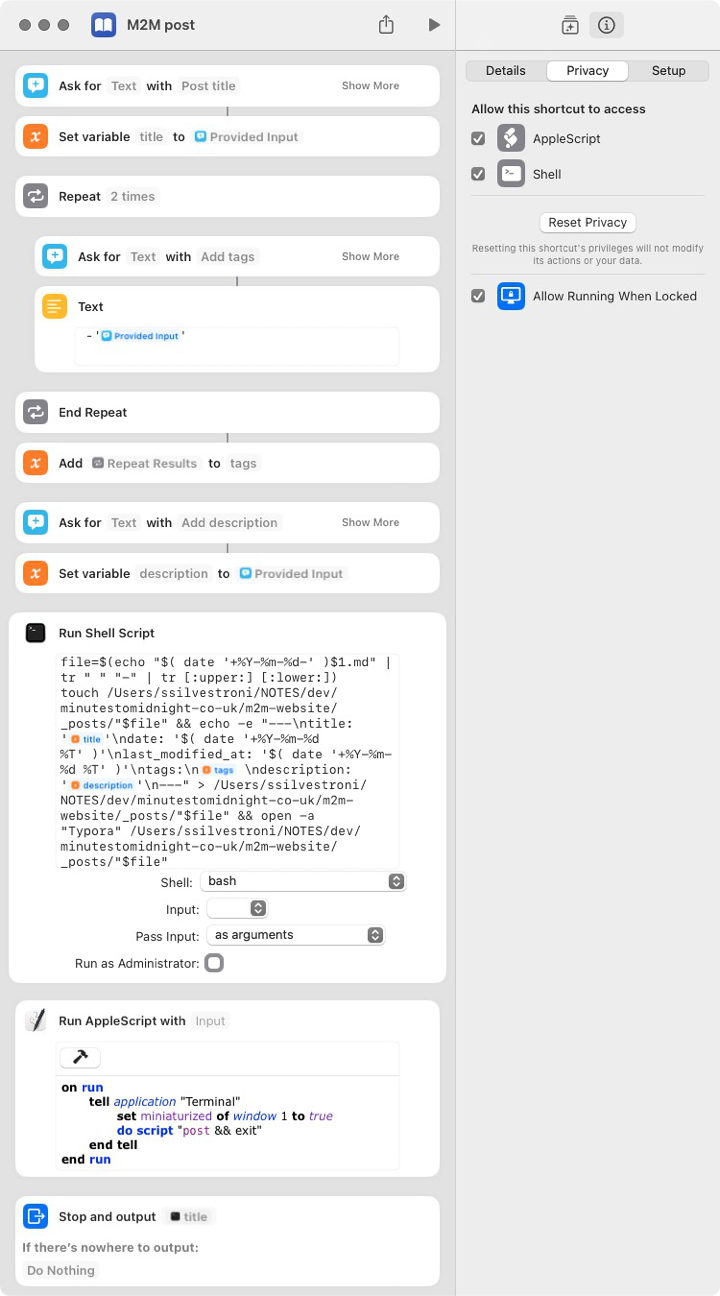 M2M post
Ask for Text with Post title Show More
Set variable title to Provided Input
Repeat 2 times
Ask for Text with Add tags Show More
Text
- 'Provided Input'
End Repeat
Add Repeat Results to tags
Ask for Text with Add description Show More
Set variable description to Provided Input
Run Shell Script
file=$(echo "$( date '+%Y-%m-%d-' )$1.md" |
tr " " "-" | tr [:upper:] [:lower:])
touch /Users/ssilvestroni/NOTES/dev/
minutestomidnight-co-uk/m2m-website/
_posts/"$file" && echo -e "---\ntitle:
'title'\ndate: '$( date '+%Y-%m-%d
%T' )'\nlast_modified_at: '$( date '+%Y-%m-
%d %T' )'\ntags:\n tags \ndescription:
'description'\n---" > /Users/ssilvestroni/
NOTES/dev/minutestomidnight-co-uk/m2m-
website/_posts/"$file" && open -a
"Typora" /Users/ssilvestroni/NOTES/dev/
minutestomidnight-co-uk/m2m-website/
_posts/"$file"
Shell: bash
Input:
Pass Input: as arguments
Run as Administrator:
Run AppleScript with Input
on run
tell application "Terminal"
set miniaturized of window 1 to true
do script "post && exit"
end tell
end run
Stop and output title
If there's nowhere to output:
Do Nothing
Details Privacy Setup
Allow this shortcut to access
AppleScript
Shell
Reset Privacy
Resetting this shortcut's privileges will not modify
its actions or your data.
Allow Running When Locked